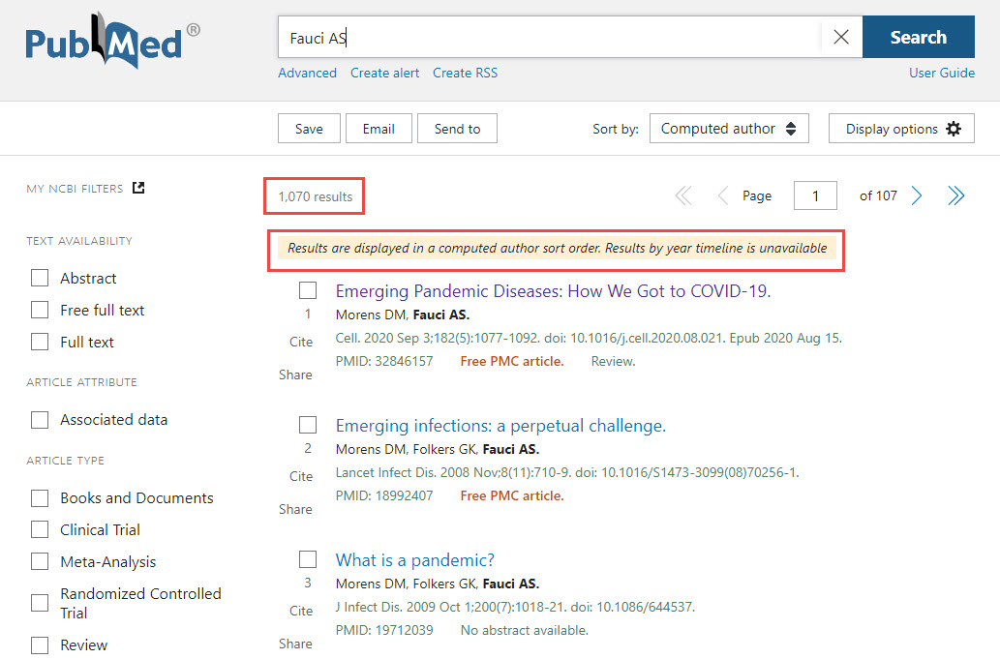 PubMed®
Fauci AS
Search
Advanced Create alert Create RSS
User Guide
Save Email Send to
Sort by: Computed author
Display options
MY NCBI FILTERS
1,070 results
Page 1 of 107
TEXT AVAILABILITY
Abstract
Free full text
Full text
ARTICLE ATTRIBUTE
Associated data
ARTICLE TYPE
Books and Documents
Clinical Trial
Meta-Analysis
Randomized Controlled
Trial
Review
Results are displayed in a computed author sort order. Results by year timeline is unavailable
Emerging Pandemic Diseases: How We Got to COVID-19.
1
Morens DM, Fauci AS.
Cite
Cell. 2020 Sep 3;182(5):1077-1092. doi: 10.1016/j.cell.2020.08.021. Epub 2020 Aug 15.
PMID: 32846157 Free PMC article. Review.
Share
Emerging infections: a perpetual challenge.
2
Morens DM, Folkers GK, Fauci AS.
Cite
Lancet Infect Dis. 2008 Nov;8(11):710-9. doi: 10.1016/S1473-3099(08)70256-1.
PMID: 18992407 Free PMC article.
Share
What is a pandemic?
3
Morens DM, Folkers GK, Fauci AS.
Cite
J Infect Dis. 2009 Oct 1;200(7):1018-21. doi: 10.1086/644537.
PMID: 19712039 No abstract available.
Share